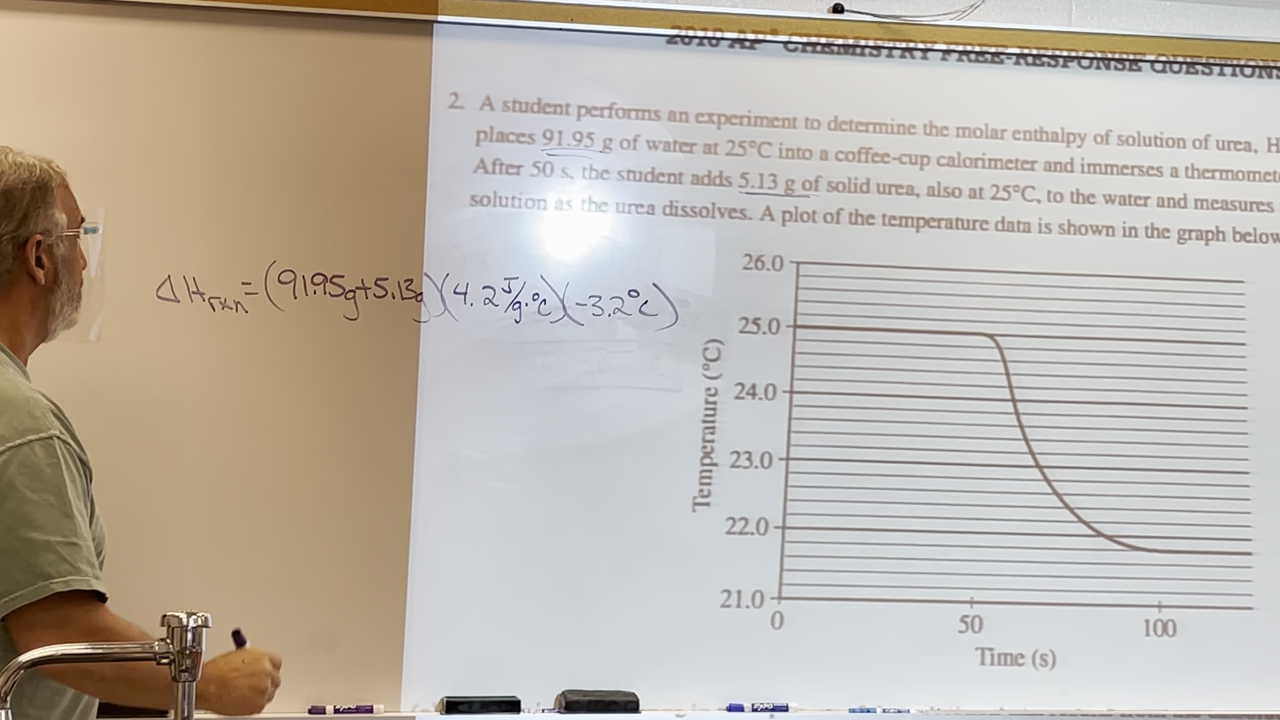 2010 AP® CHEMISTRY FREE-RESPONSE QUESTIONS
2. A student performs an experiment to determine the molar enthalpy of solution of urea, H
places 91.95 g of water at 25°C into a coffee-cup calorimeter and immerses a thermomet
After 50 s, the student adds 5.13 g of solid urea, also at 25°C, to the water and measures
solution as the urea dissolves. A plot of the temperature data is shown in the graph below
ΔHrxn=(91.95g+5.13g)(4.2 J/g·°C)(-3.2°C)
26.0
25.0
24.0
23.0
22.0
21.0
Temperature (°C)
0
50
100
Time (s)